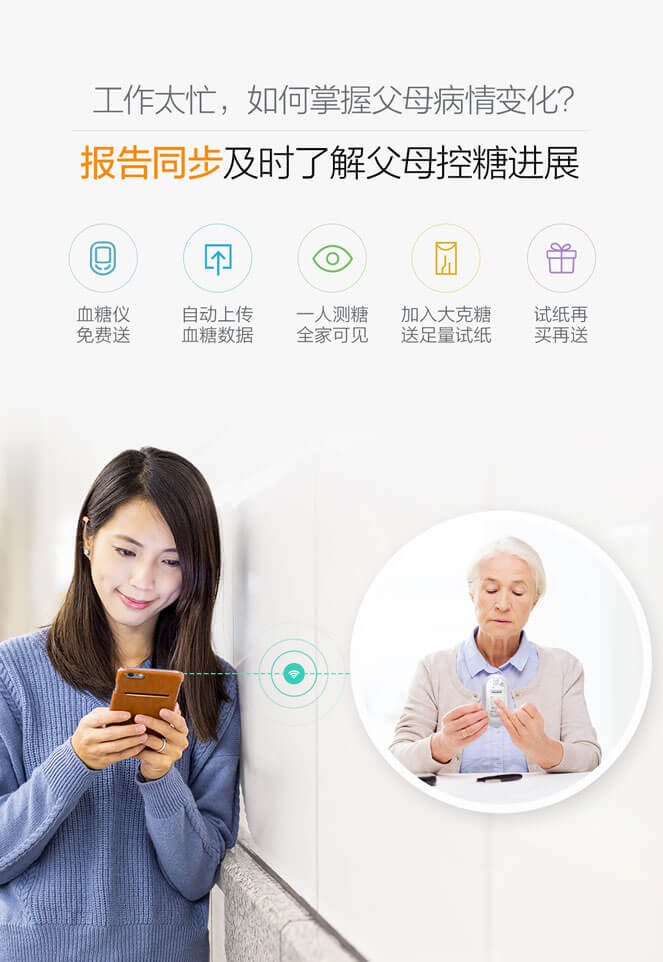 工作太忙，如何掌握父母病情变化?
报告同步及时了解父母控糖进展
血糖仪
免费送
自动上传
血糖数据
一人测糖
全家可见
加入大克糖
送足量试纸
试纸再
买再送